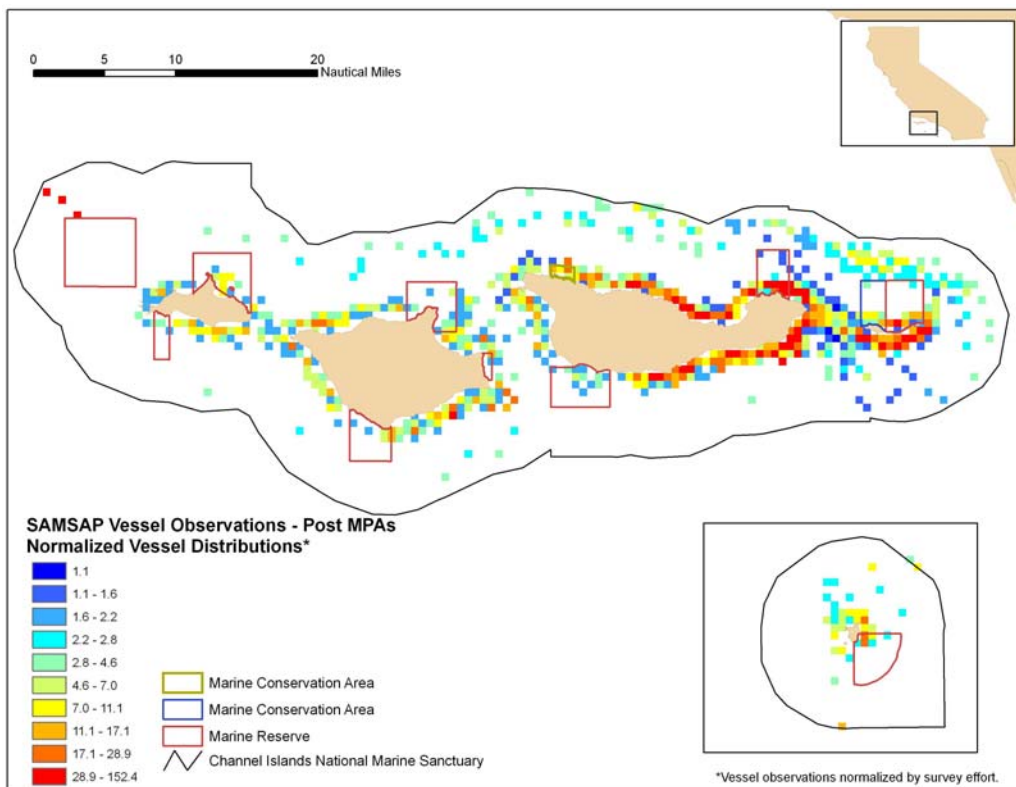 0 5 10 20
Nautical Miles
SAMSAP Vessel Observations - Post MPAs
Normalized Vessel Distributions*
1.1
1.1 - 1.6
1.6 - 2.2
2.2 - 2.8
2.8 - 4.6
4.6 - 7.0
7.0 - 11.1
11.1 - 17.1
17.1 - 28.9
28.9 - 152.4
Marine Conservation Area
Marine Conservation Area
Marine Reserve
Channel Islands National Marine Sanctuary
*Vessel observations normalized by survey effort.